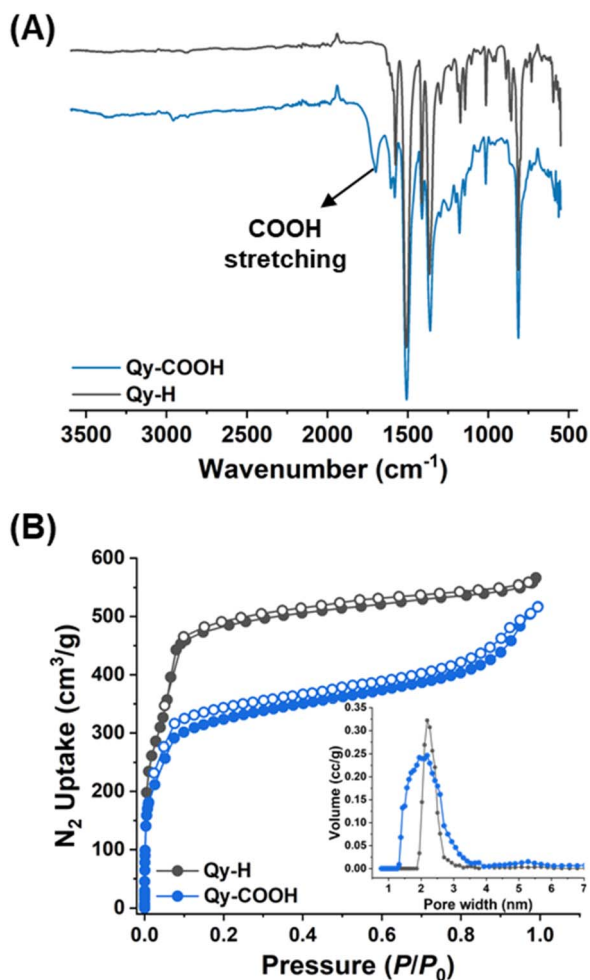 (A)
COOH
stretching
Qy-COOH
Qy-H
3500 3000 2500 2000 1500 1000 500
Wavenumber (cm⁻¹)
(B)
600
500
400
300
200
100
0
N₂ Uptake (cm³/g)
0.35
0.30
0.25
0.20
0.15
0.10
0.05
0.00
Volume (cc/g)
1 2 3 4 5 6 7
Pore width (nm)
Qy-H
Qy-COOH
0.0 0.2 0.4 0.6 0.8 1.0
Pressure (P/P₀)